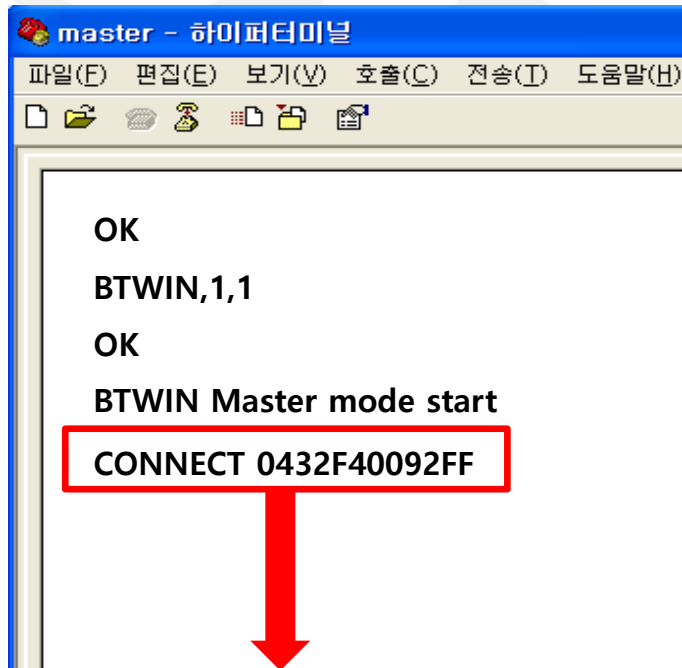 master - 하이퍼터미널
파일(F) 편집(E) 보기(V) 호출(C) 전송(T) 도움말(H)
OK
BTWIN,1,1
OK
BTWIN Master mode start
CONNECT 0432F40092FF